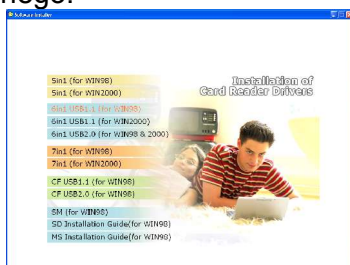 Software Installer
Installation of
Card Reader Drivers
5in1 (for WIN98)
5in1 (for WIN2000)
6in1 USB1.1 (for WIN98)
6in1 USB1.1 (for WIN2000)
6in1 USB2.0 (for WIN98 & 2000)
7in1 (for WIN98)
7in1 (for WIN2000)
CF USB1.1 (for WIN98)
CF USB2.0 (for WIN98)
SM (for WIN98)
SD Installation Guide(for WIN98)
MS Installation Guide(for WIN98)